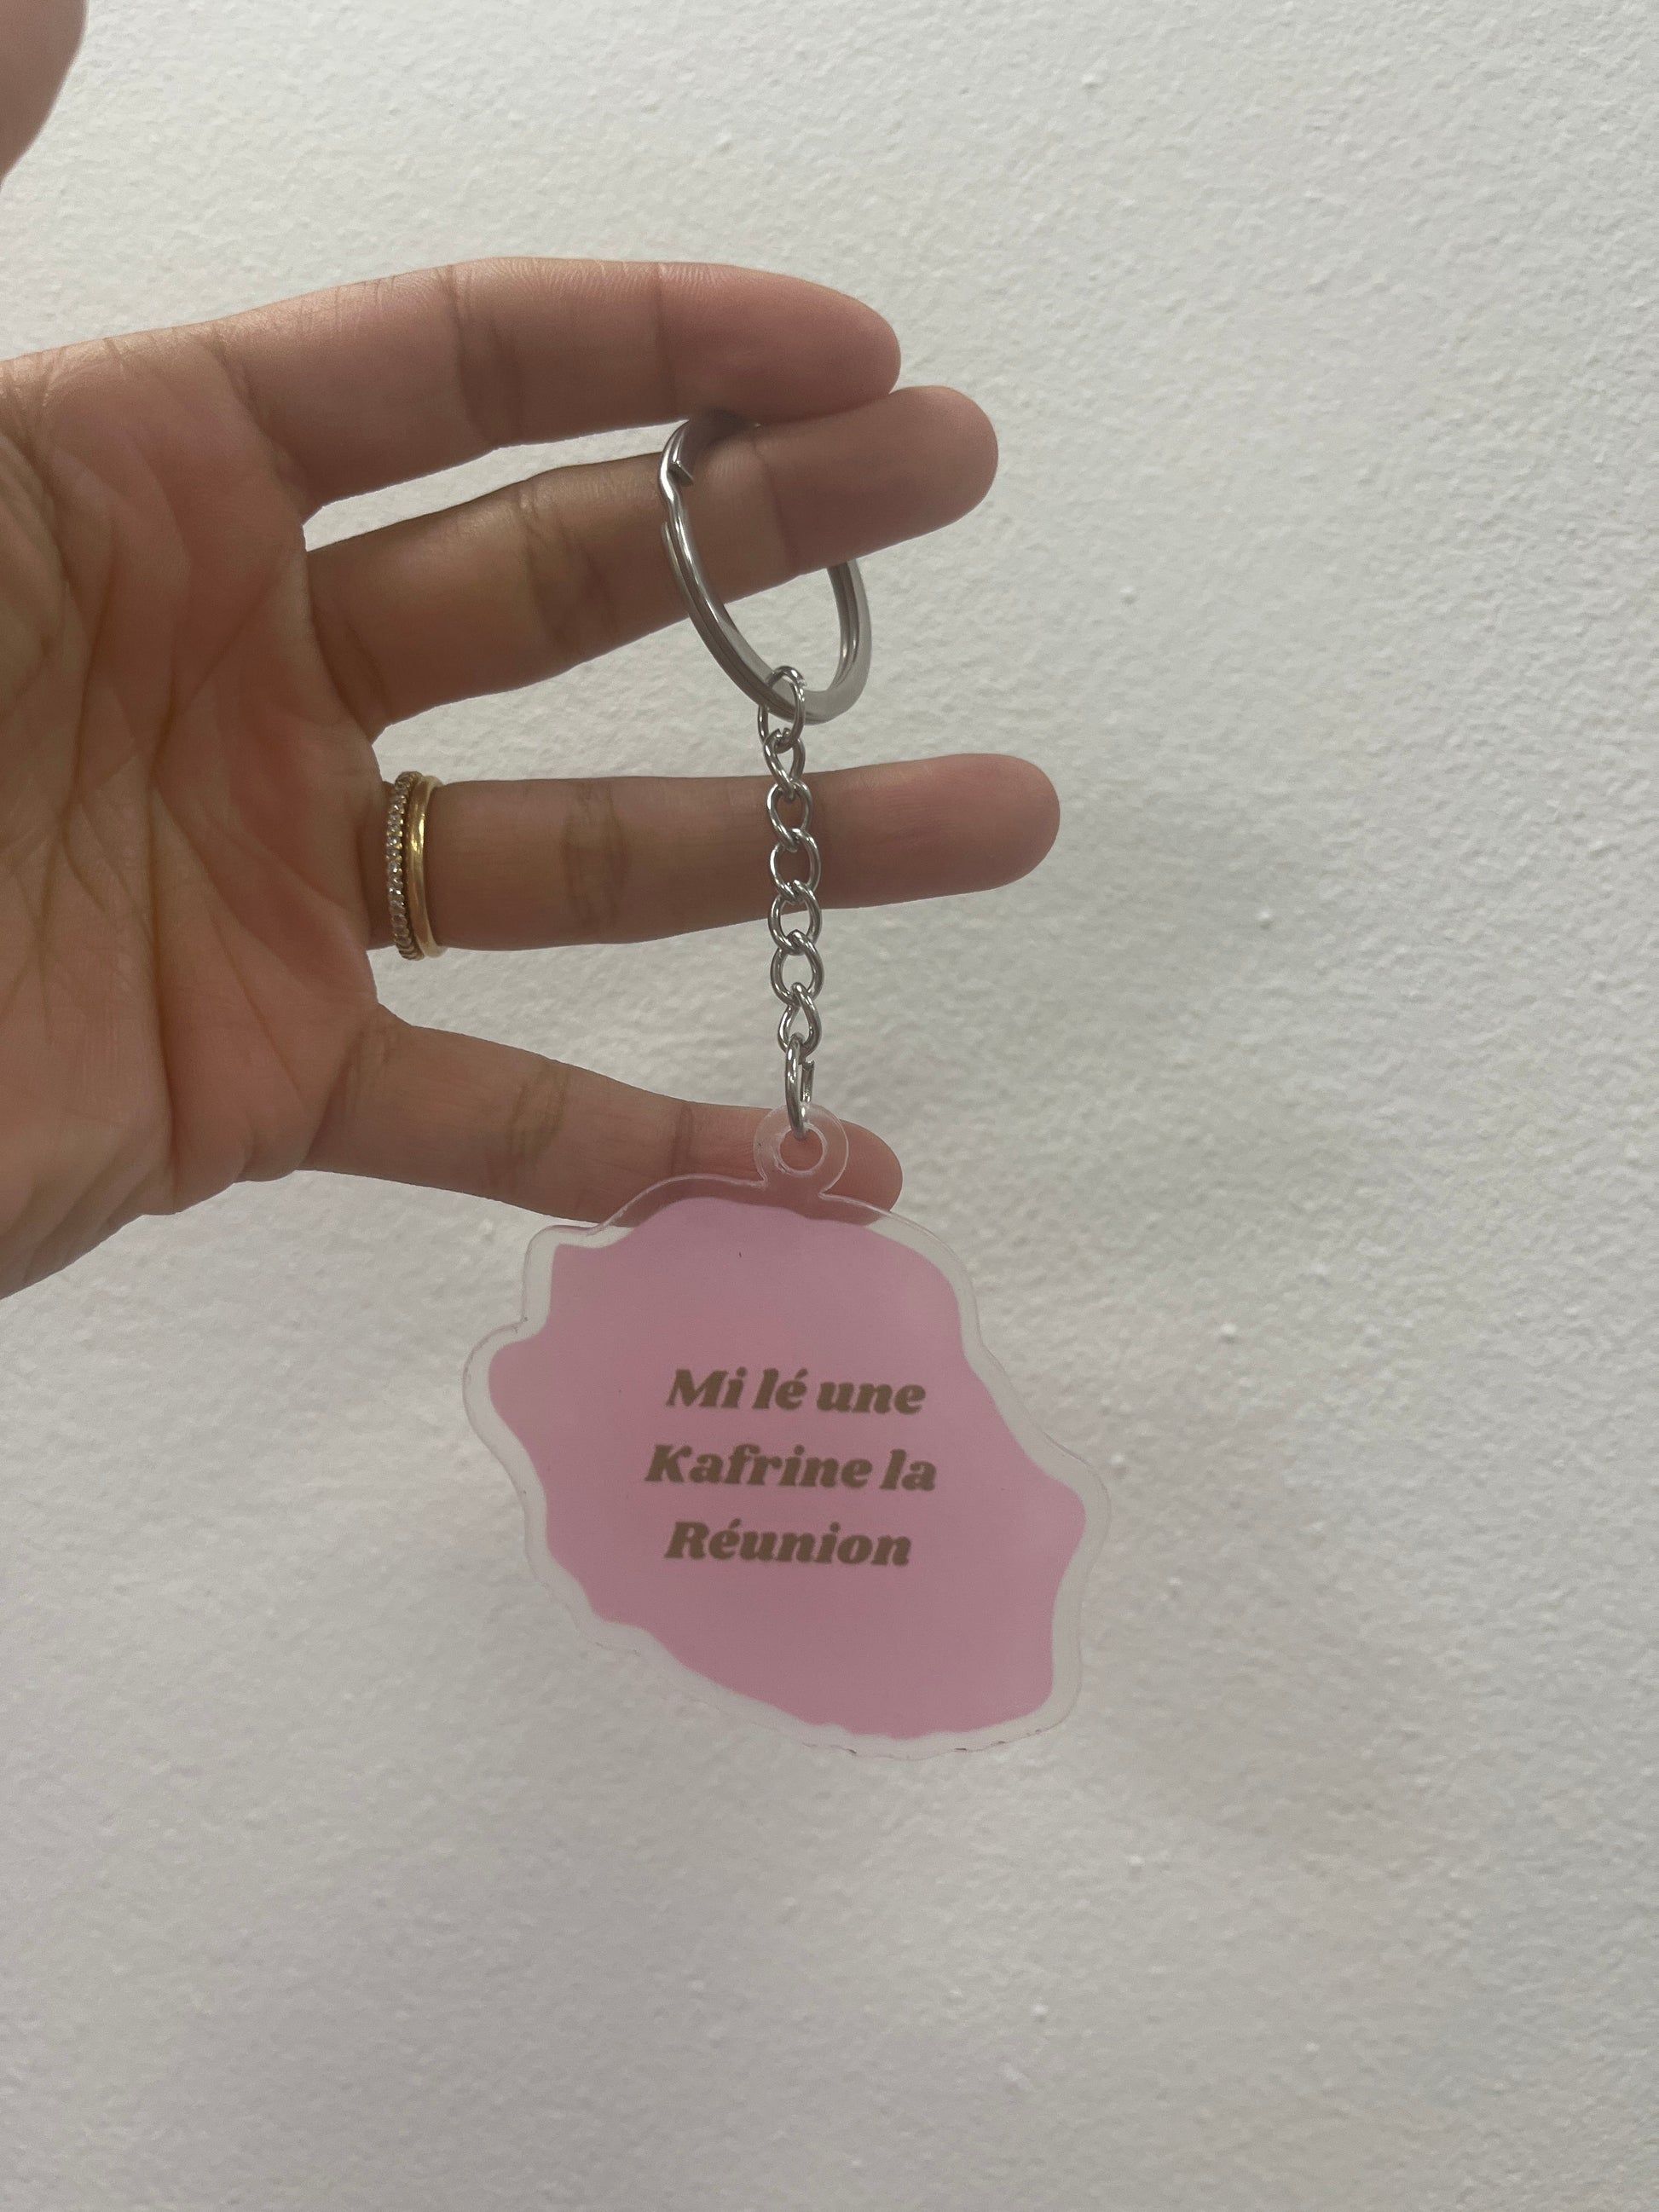 Mi lé une
Kafrine la
Réunion